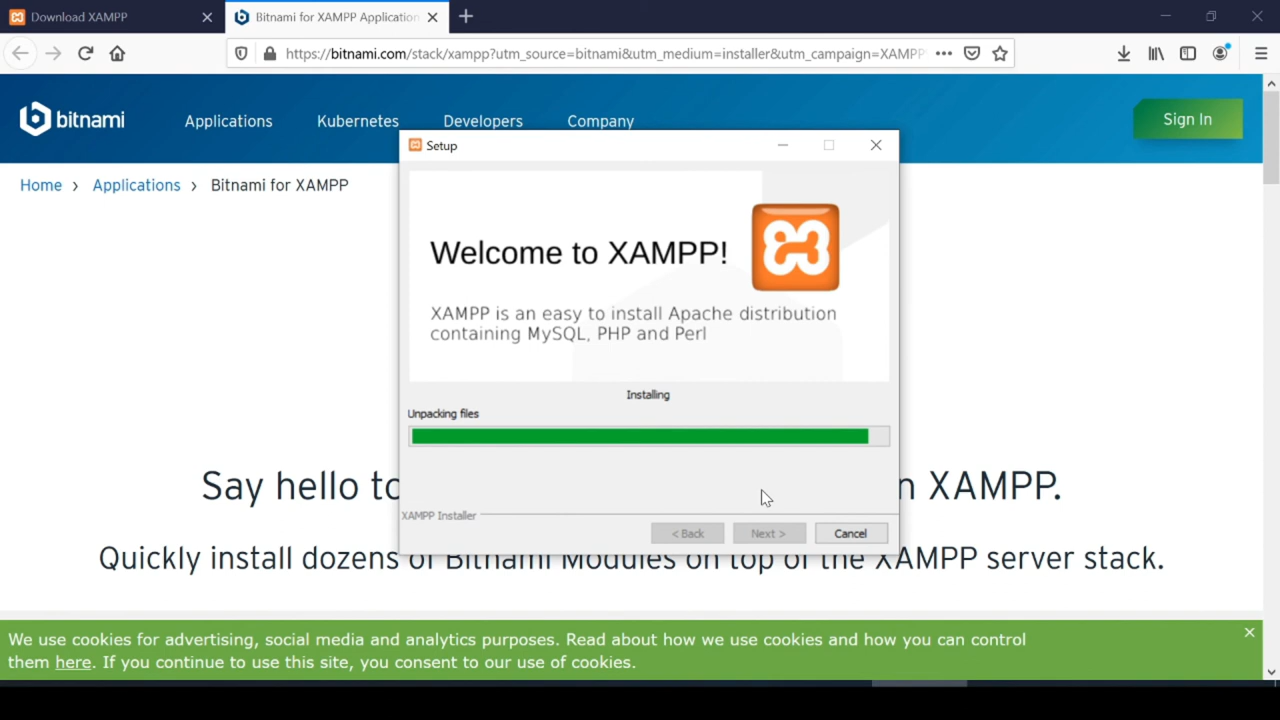 Download XAMPP
Bitnami for XAMPP Application
https://bitnami.com/stack/xampp?utm_source=bitnami&utm_medium=installer&utm_campaign=XAMPP
bitnami
Applications
Kubernetes
Developers
Company
Sign In
Home › Applications › Bitnami for XAMPP
Setup
Welcome to XAMPP!
XAMPP is an easy to install Apache distribution
containing MySQL, PHP and Perl
Installing
Unpacking files
Say hello to
n XAMPP.
XAMPP Installer
< Back
Next >
Cancel
Quickly install dozens of Bitnami Modules on top of the XAMPP server stack.
We use cookies for advertising, social media and analytics purposes. Read about how we use cookies and how you can control
them here. If you continue to use this site, you consent to our use of cookies.